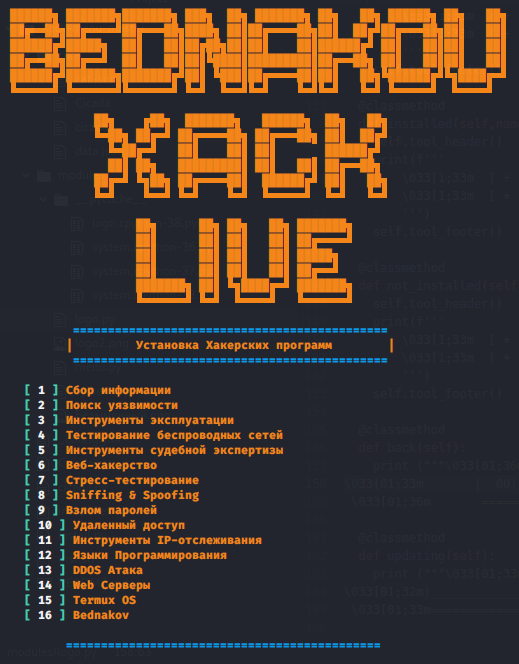 BEDNAKOV
XACK
LIVE
==============================================
| Установка Хакерских программ |
==============================================
[ 1 ] Сбор информации
[ 2 ] Поиск уязвимости
[ 3 ] Инструменты эксплуатации
[ 4 ] Тестирование беспроводных сетей
[ 5 ] Инструменты судебной экспертизы
[ 6 ] Веб-хакерство
[ 7 ] Стресс-тестирование
[ 8 ] Sniffing & Spoofing
[ 9 ] Взлом паролей
[ 10 ] Удаленный доступ
[ 11 ] Инструменты IP-отслеживания
[ 12 ] Языки Программирования
[ 13 ] DDOS Атака
[ 14 ] Web Серверы
[ 15 ] Termux OS
[ 16 ] Bednakov
==============================================